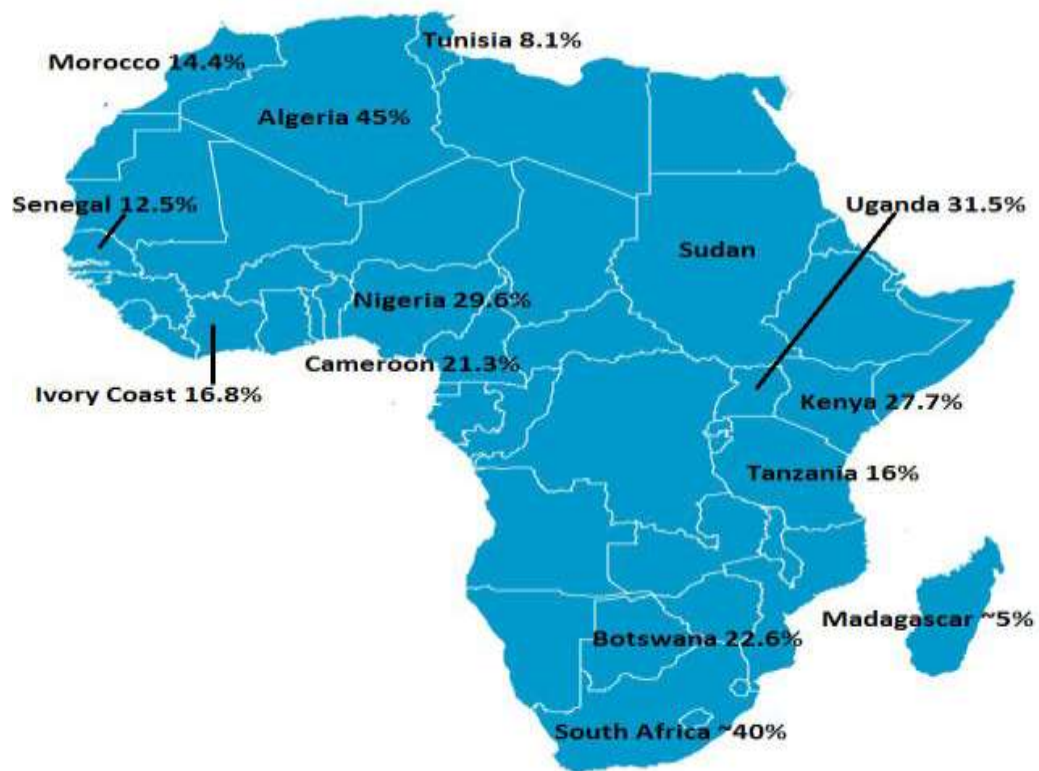 Tunisia 8.1%
Morocco 14.4%
Algeria 45%
Senegal 12.5%
Uganda 31.5%
Sudan
Nigeria 29.6%
Cameroon 21.3%
Ivory Coast 16.8%
Kenya 27.7%
Tanzania 16%
Madagascar ~5%
Botswana 22.6%
South Africa ~40%